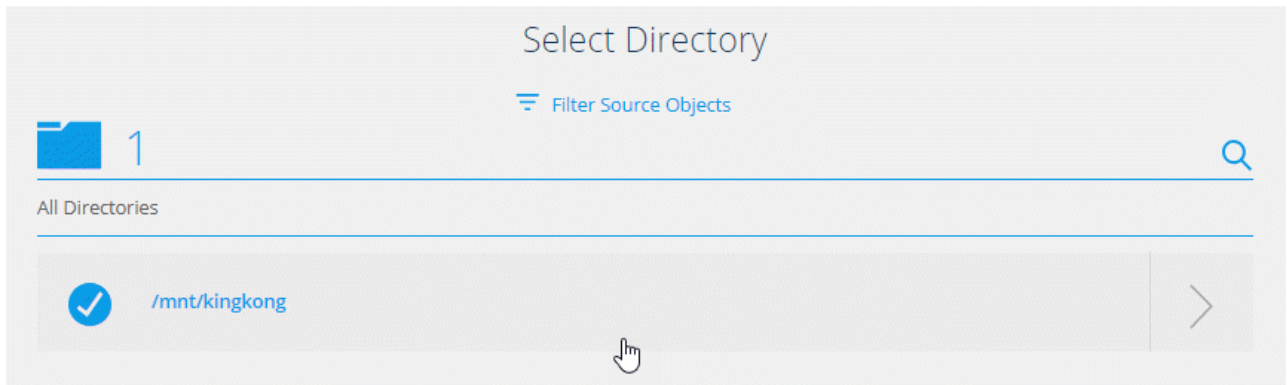 Select Directory
Filter Source Objects
1
All Directories
/mnt/kingkong